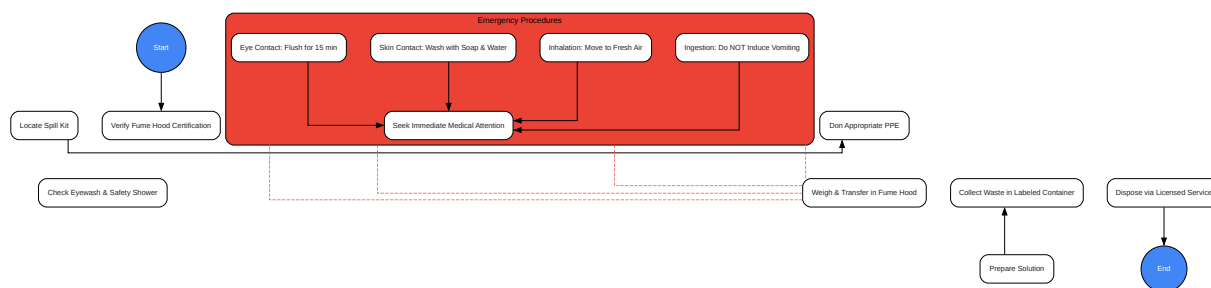 Emergency Procedures
Start
Eye Contact: Flush for 15 min
Skin Contact: Wash with Soap & Water
Inhalation: Move to Fresh Air
Ingestion: Do NOT Induce Vomiting
Locate Spill Kit
Verify Fume Hood Certification
Seek Immediate Medical Attention
Don Appropriate PPE
Check Eyewash & Safety Shower
Weigh & Transfer in Fume Hood
Collect Waste in Labeled Container
Dispose via Licensed Service
Prepare Solution
End